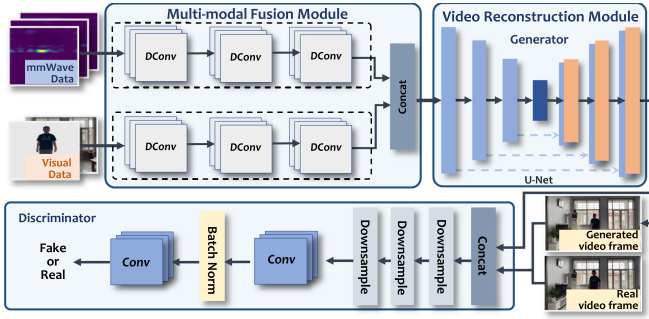 Multi-modal Fusion Module
mmWave
Data
DConv
DConv
DConv
Visual
Data
DConv
DConv
DConv
Concat
Video Reconstruction Module
Generator
U-Net
Discriminator
Fake
or
Real
Conv
Batch Norm
Conv
Downsample
Downsample
Downsample
Concat
Generated
video frame
Real
video frame